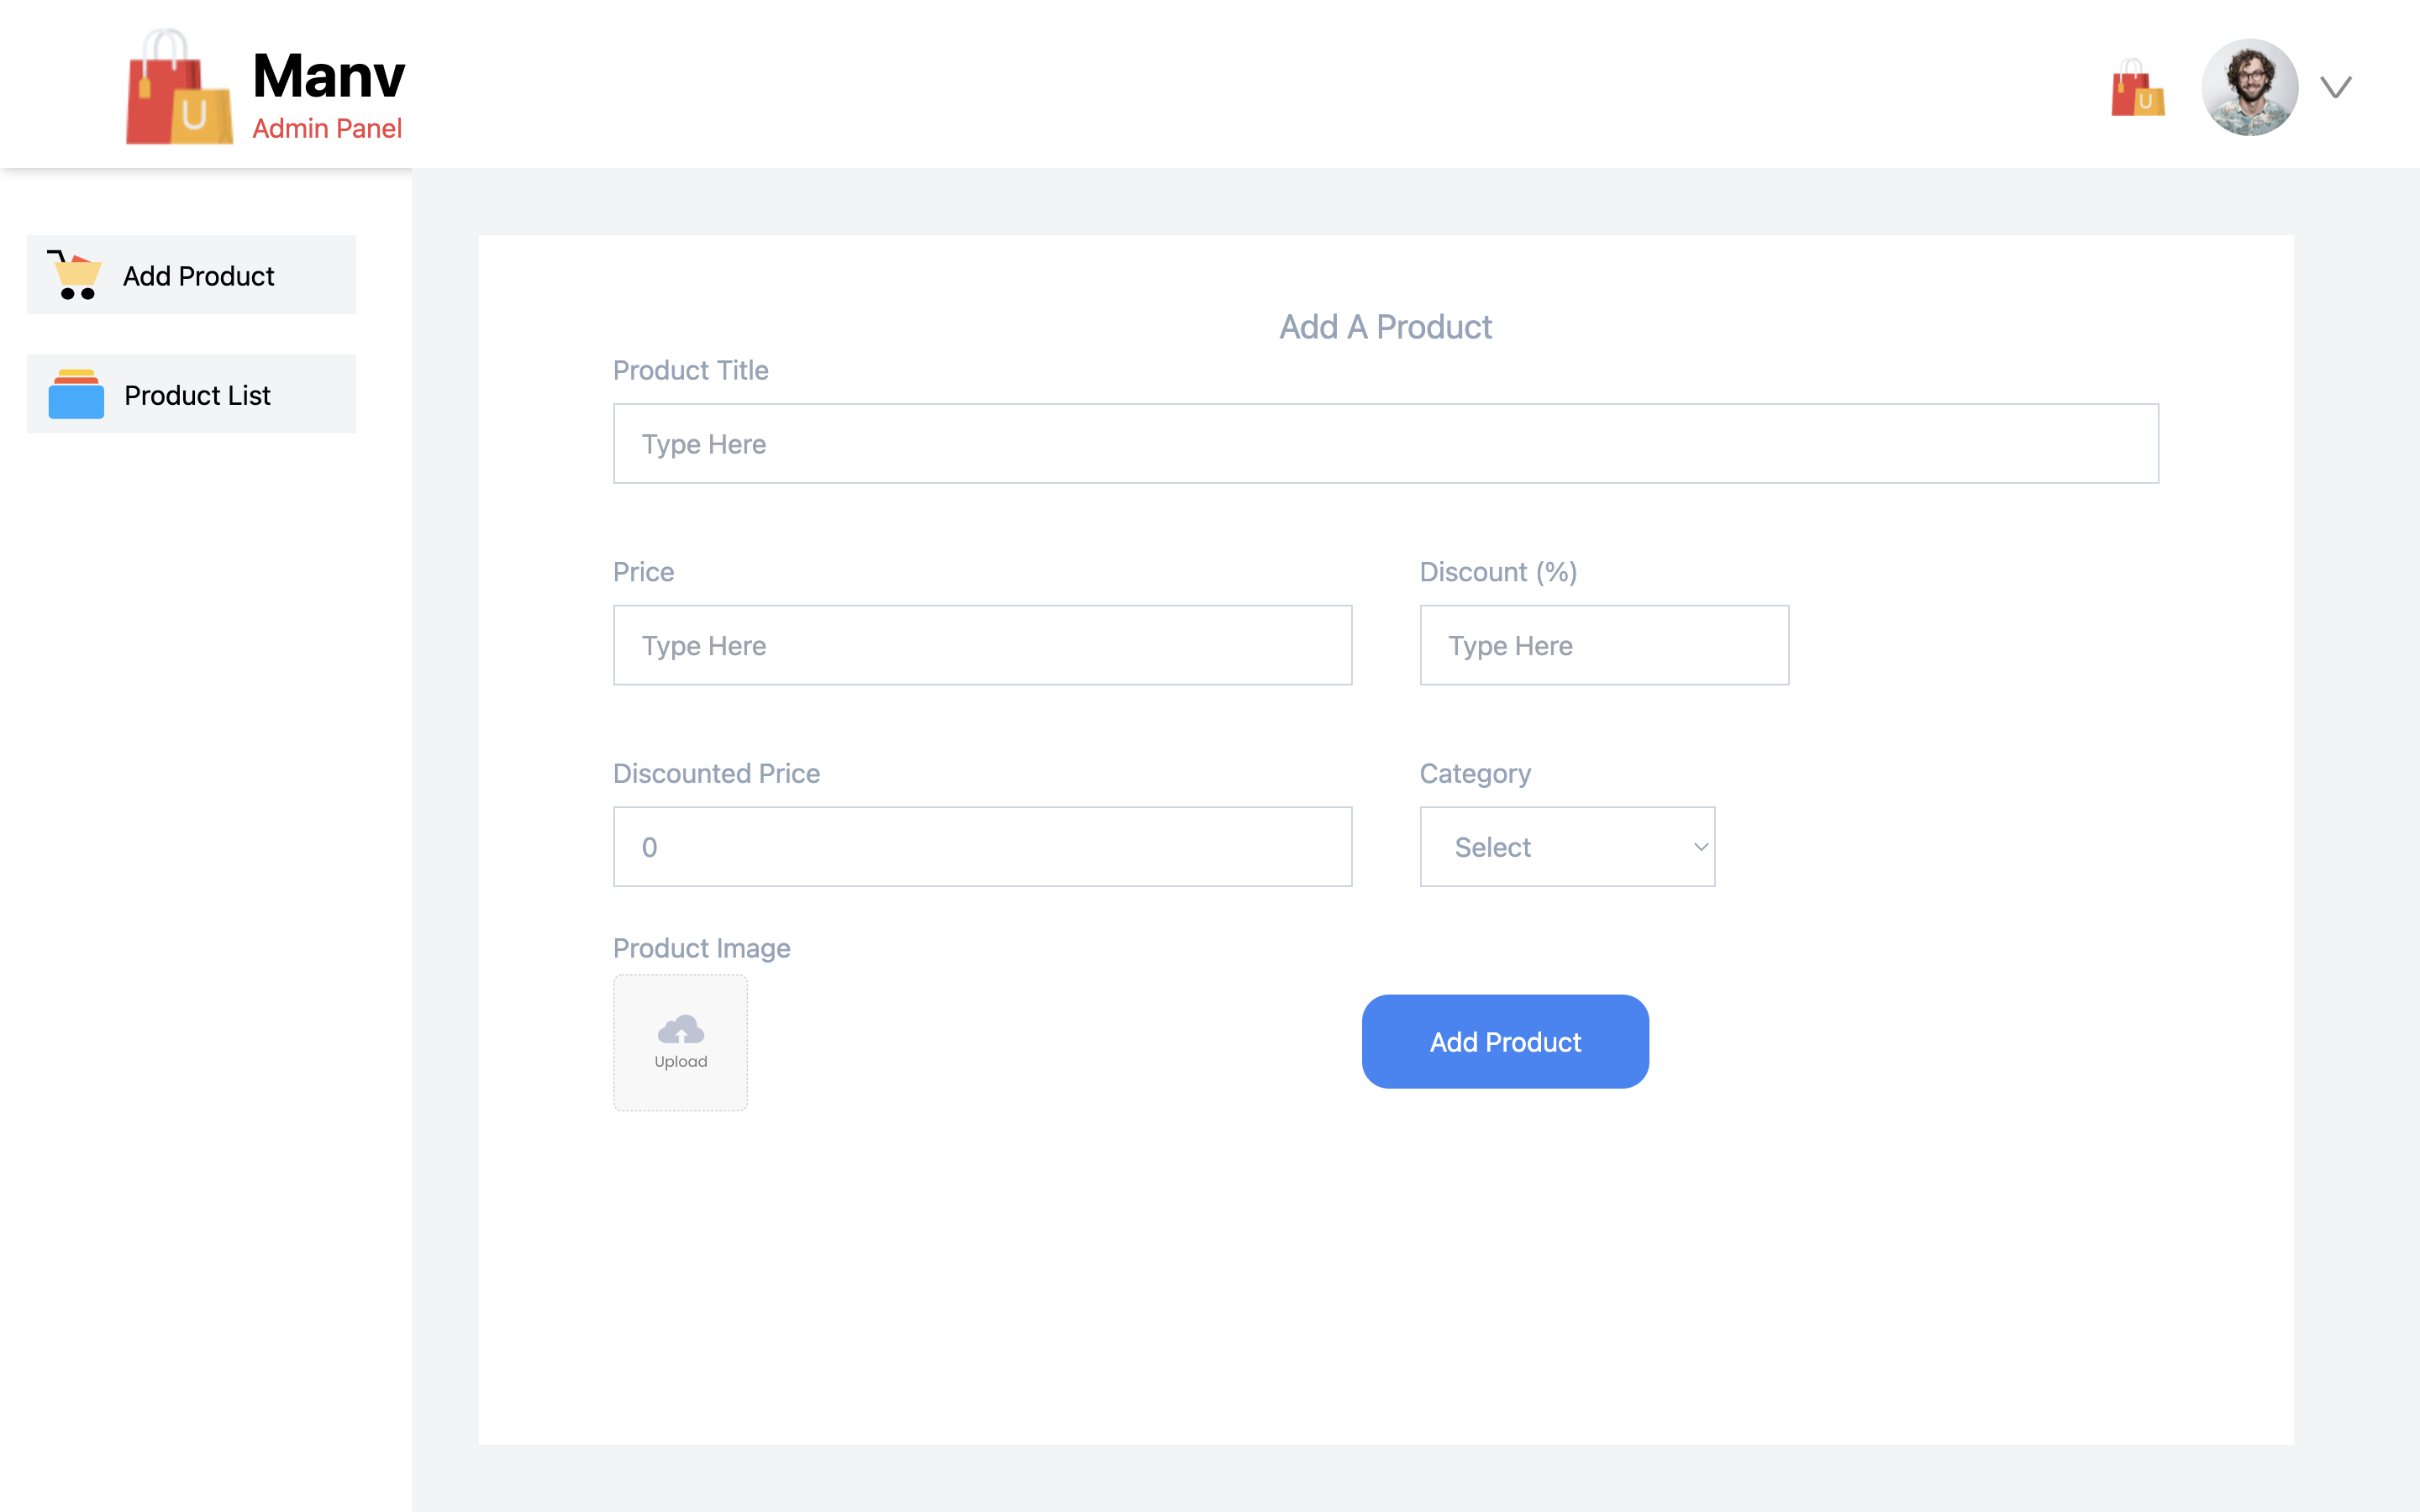 Manv
Admin Panel
Add Product
Product List
Add A Product
Product Title
Type Here
Price
Discount (%)
Type Here
Type Here
Discounted Price
Category
0
Select
Product Image
Upload
Add Product